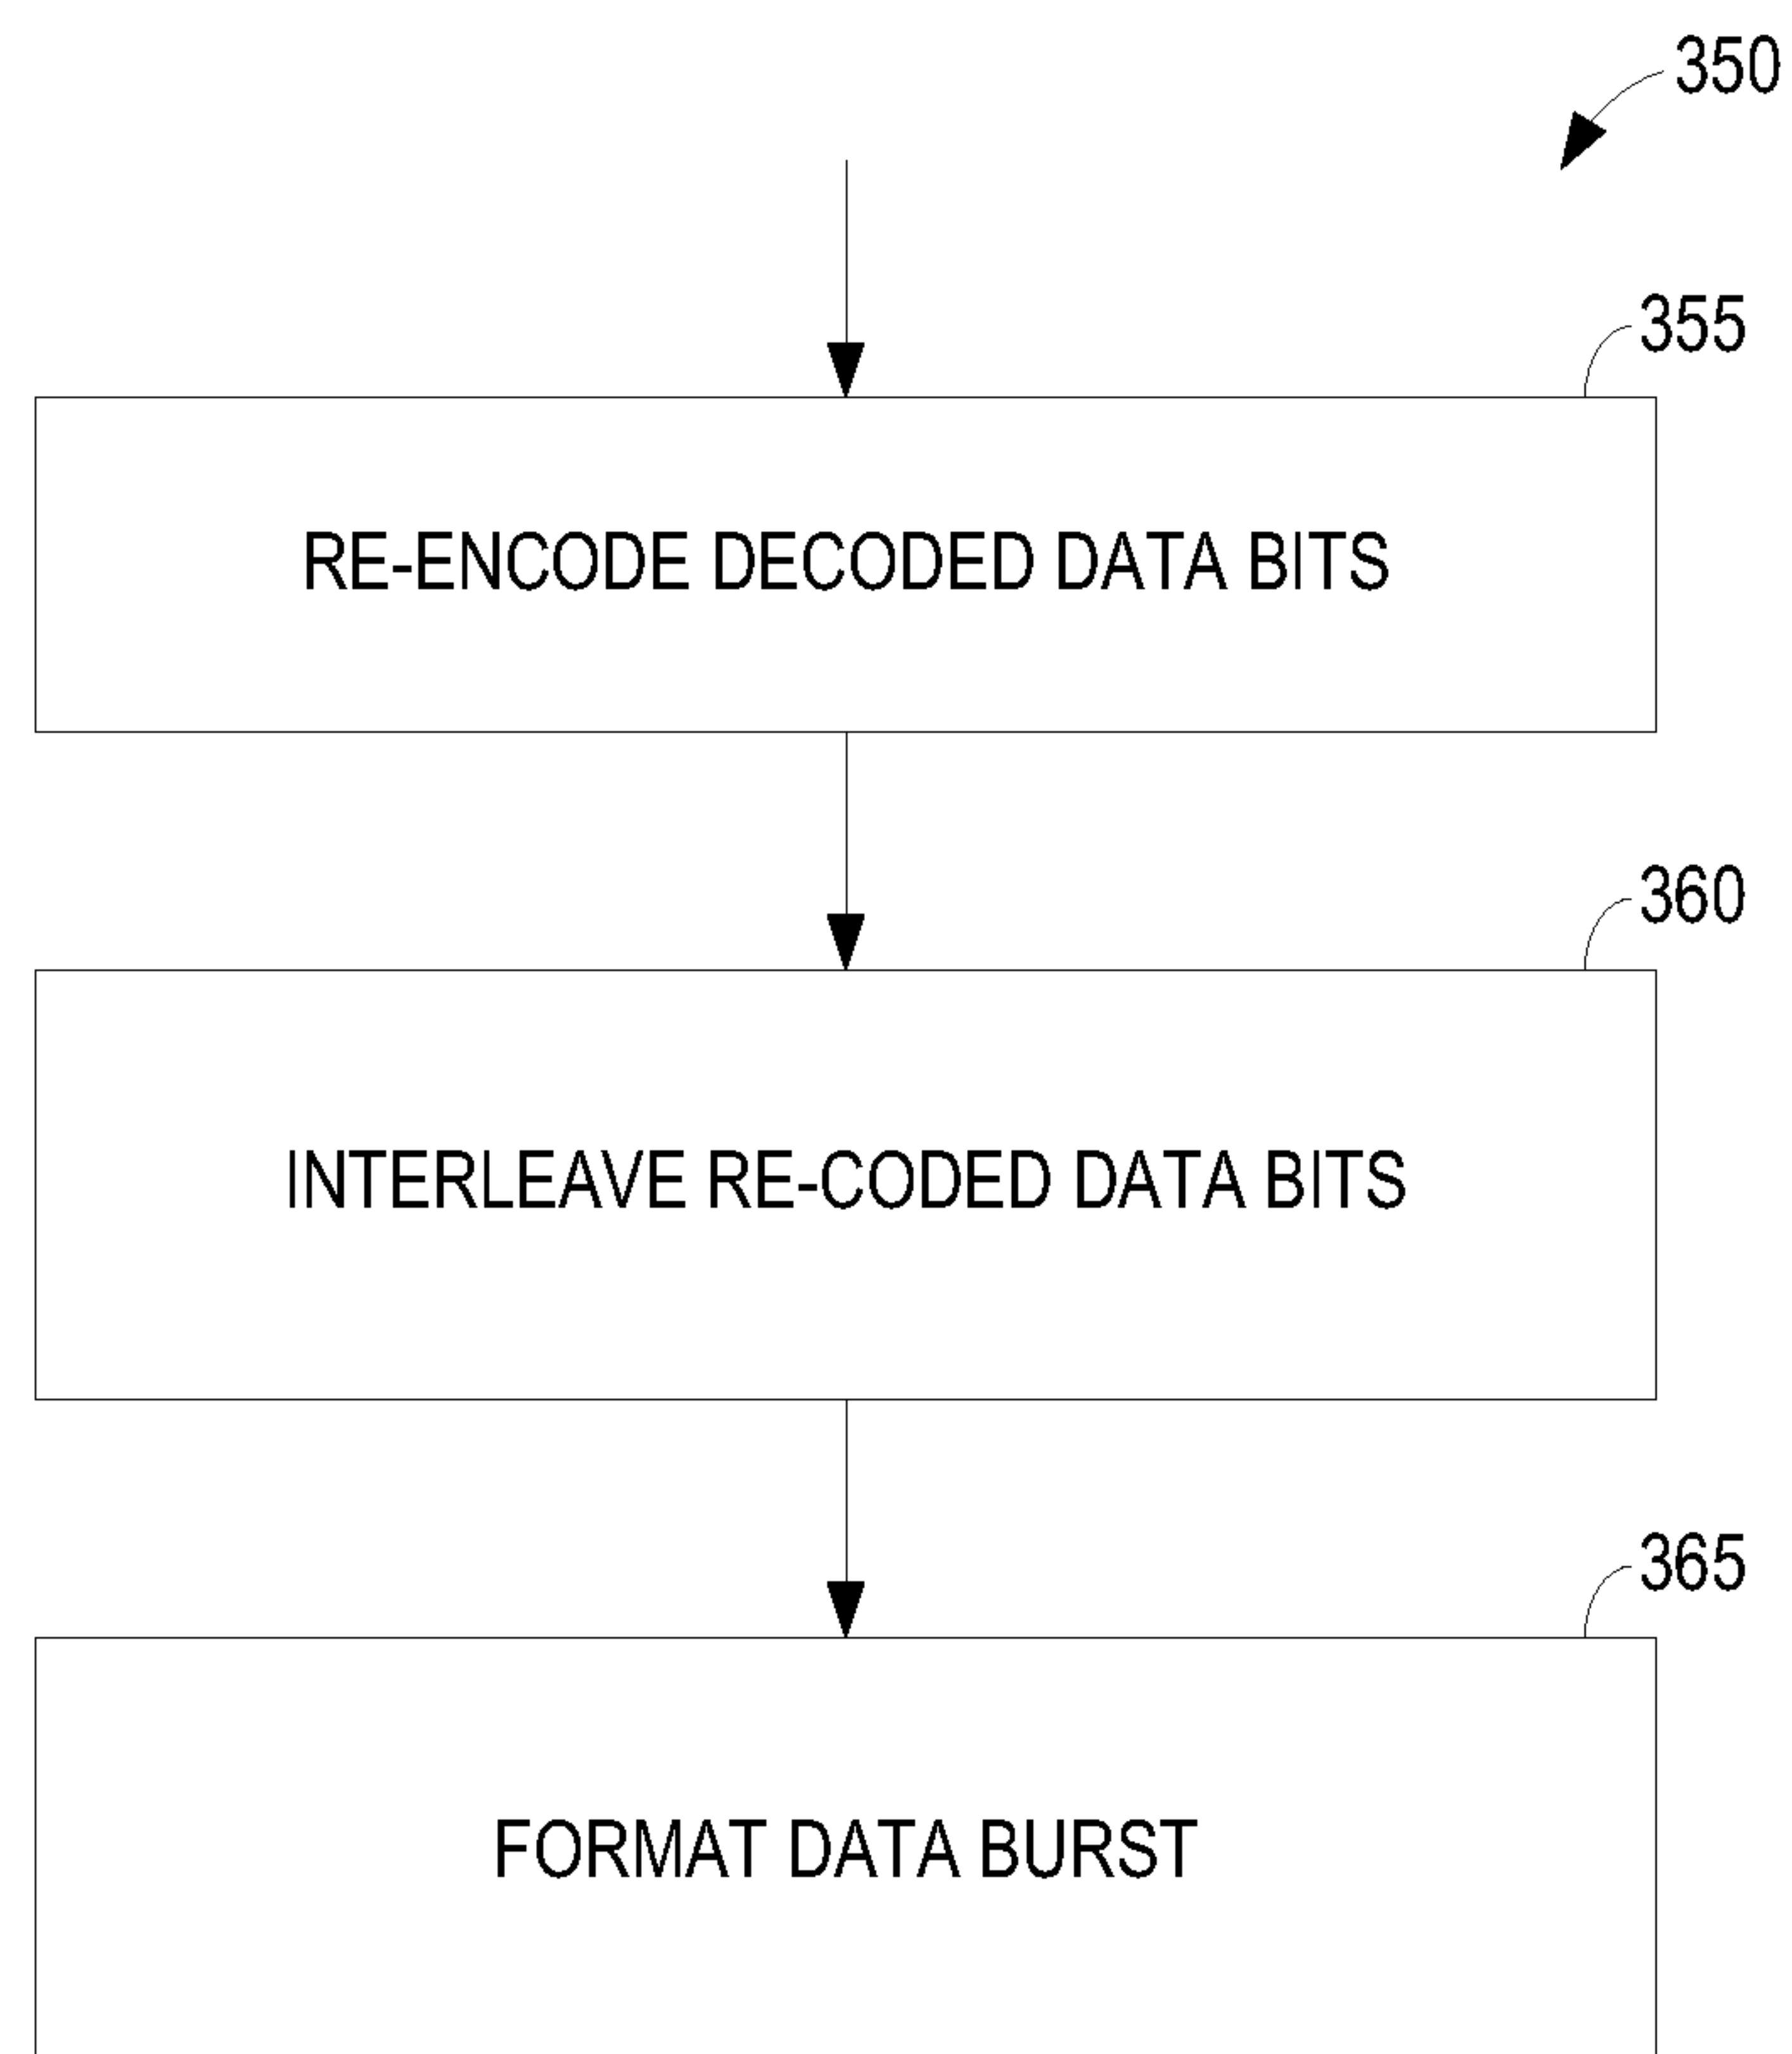 350
355
RE-ENCODE DECODED DATA BITS
360
INTERLEAVE RE-CODED DATA BITS
365
FORMAT DATA BURST